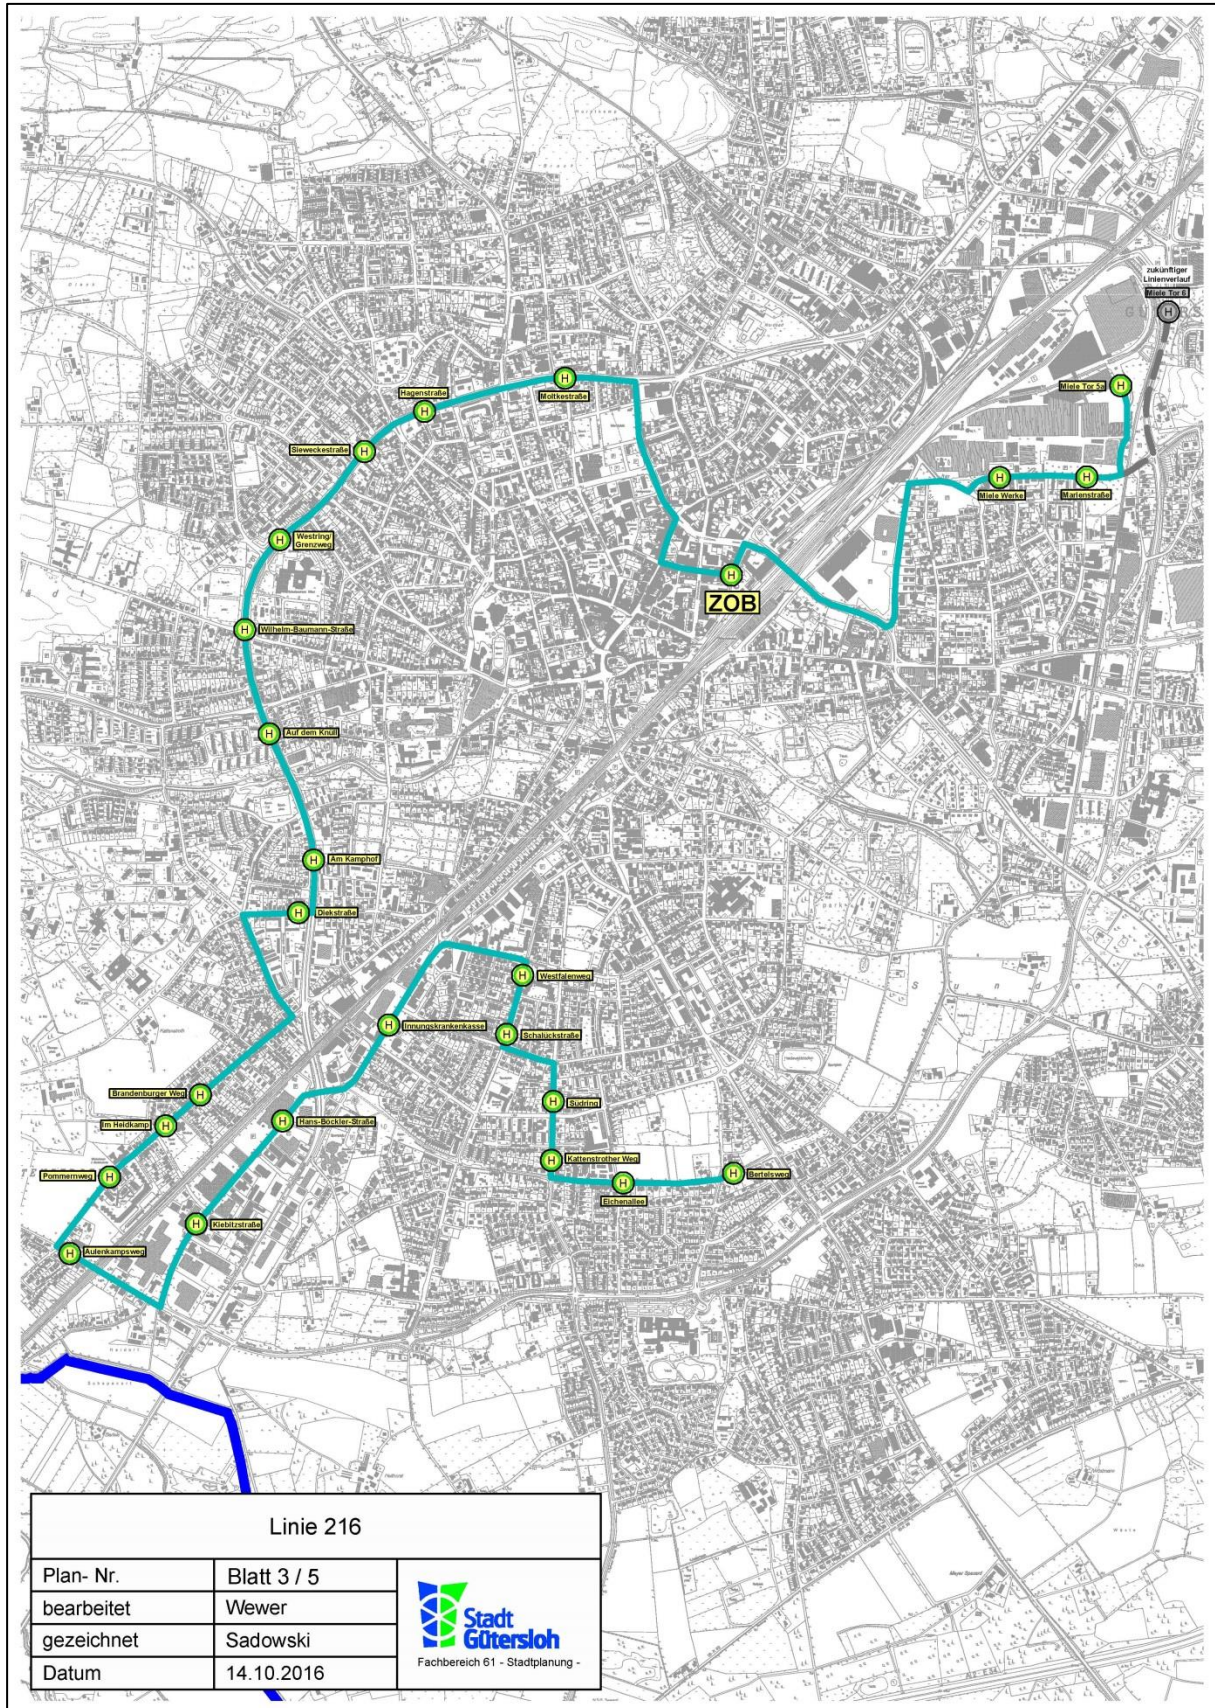 zukünftiger
Linienverlauf
Miele Tor 6
Miele Tor 5a
Moltkestraße
Hagenstraße
Sieweckestraße
Miele Werke
Marienstraße
Westring/
Grenzweg
ZOB
Wilhelm-Baumann-Straße
Auf dem Knüll
Am Kamphof
Diekstraße
Westfalenweg
Innungskrankenkasse
Schalückstraße
Brandenburger Weg
Südring
Im Heidkamp
Hans-Böckler-Straße
Kattenstrother Weg
Pommernweg
Bertelsweg
Eichenallee
Kiebitzstraße
Aulenkampsweg
Linie 216
Plan- Nr. Blatt 3 / 5
bearbeitet Wewer
gezeichnet Sadowski
Datum 14.10.2016
Stadt
Gütersloh
Fachbereich 61 - Stadtplanung -